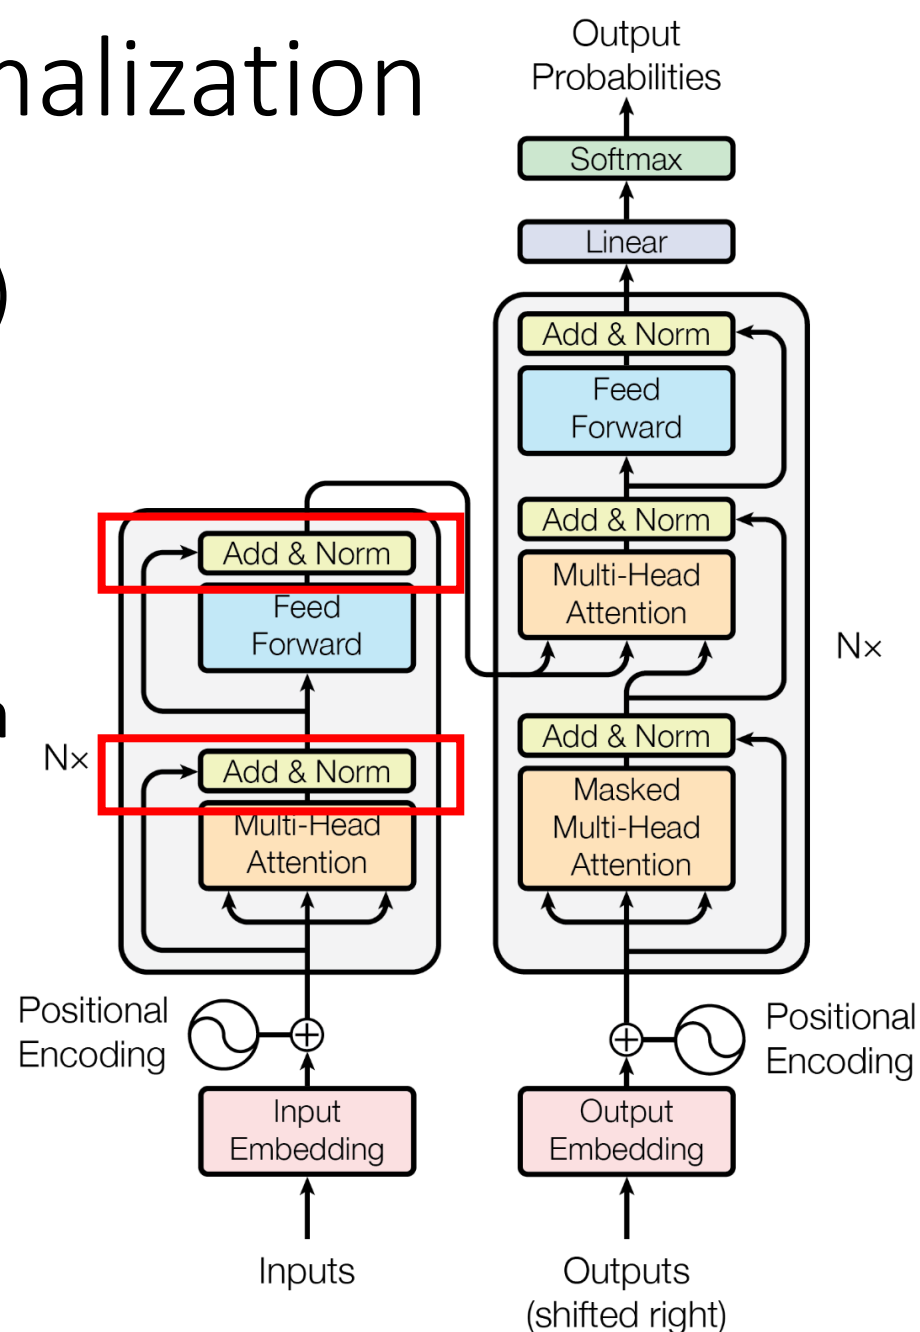 nalization
)
n
Output
Probabilities
Softmax
Linear
Add & Norm
Feed
Forward
Add & Norm
Multi-Head
Attention
Add & Norm
Masked
Multi-Head
Attention
N×
Add & Norm
Feed
Forward
Add & Norm
Multi-Head
Attention
N×
Positional
Encoding
Positional
Encoding
Input
Embedding
Output
Embedding
Inputs
Outputs
(shifted right)